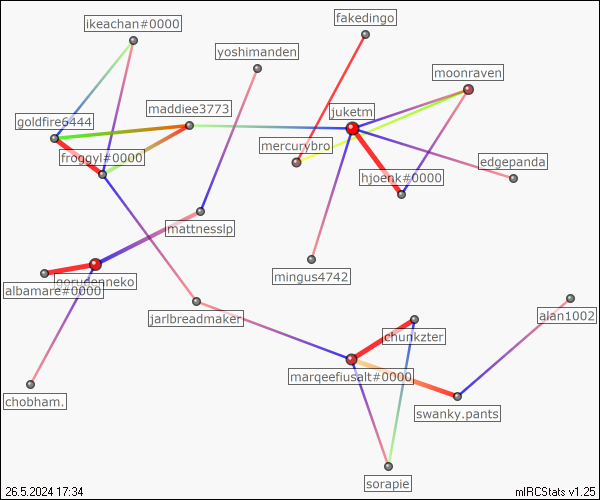 fakedingo
ikeachan#0000
yoshimanden
moonraven
maddiee3773
juketm
goldfire6444
mercurybro
froggyl#0000
edgepanda
hjoenk#0000
mattnesslp
mingus4742
gorudenneko
albamare#0000
jarlbreadmaker
alan1002
chunkzter
marqeefiusalt#0000
chobham.
swanky.pants
sorapie
26.5.2024 17:34
mIRCStats v1.25